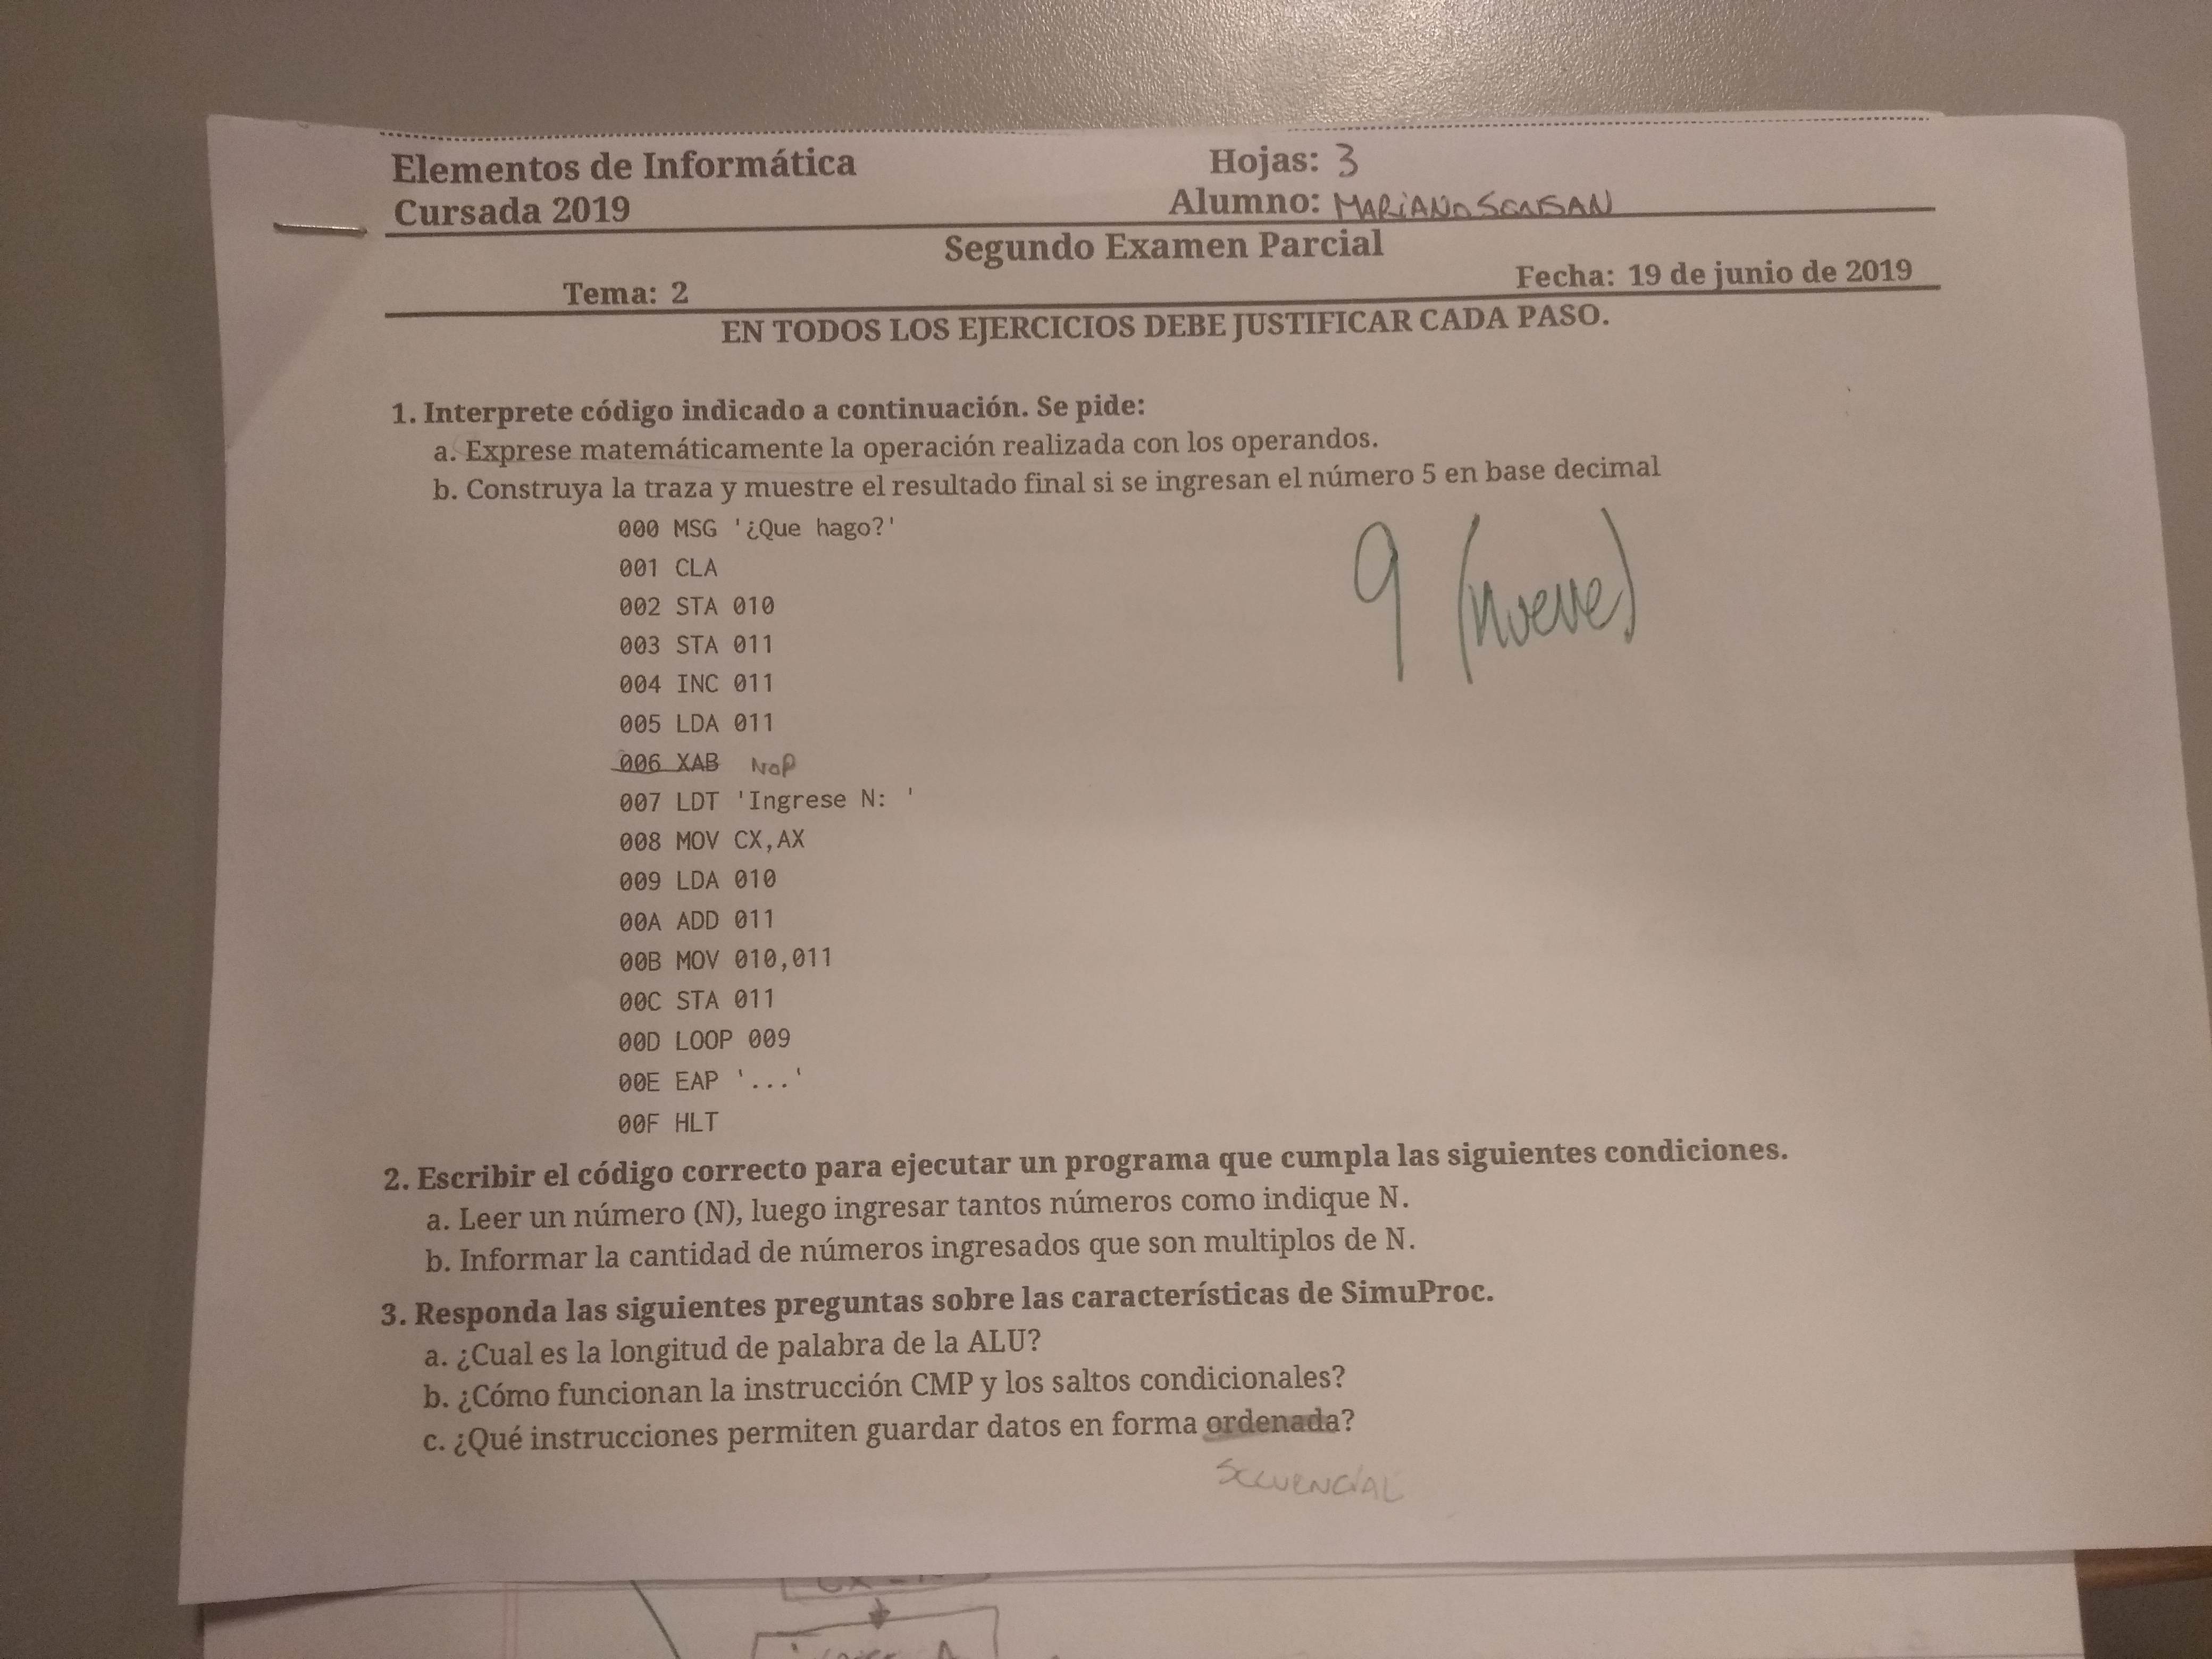 Elementos de Informática
Hojas: 3
Cursada 2019
Alumno: MARIANO
Segundo Examen Parcial
Tema: 2
Fecha: 19 de junio de 2019
EN TODOS LOS EJERCICIOS DEBE JUSTIFICAR CADA PASO.
1. Interprete código indicado a continuación. Se pide:
a. Exprese matemáticamente la operación realizada con los operandos.
b. Construya la traza y muestre el resultado final si se ingresan el número 5 en base decimal
000 MSG '¿Que hago?'
9 (nueve)
001 CLA
002 STA 010
003 STA 011
004 INC 011
005 LDA 011
006 XAB NOP
007 LDT 'Ingrese N: '
008 MOV CX,AX
009 LDA 010
00A ADD 011
00B MOV 010,011
00C STA 011
00D LOOP 009
00E EAP '...'
00F HLT
2. Escribir el código correcto para ejecutar un programa que cumpla las siguientes condiciones.
a. Leer un número (N), luego ingresar tantos números como indique N.
b. Informar la cantidad de números ingresados que son multiplos de N.
3. Responda las siguientes preguntas sobre las características de SimuProc.
a. ¿Cual es la longitud de palabra de la ALU?
b. ¿Cómo funcionan la instrucción CMP y los saltos condicionales?
c. ¿Qué instrucciones permiten guardar datos en forma ordenada?
SECUENCIAL